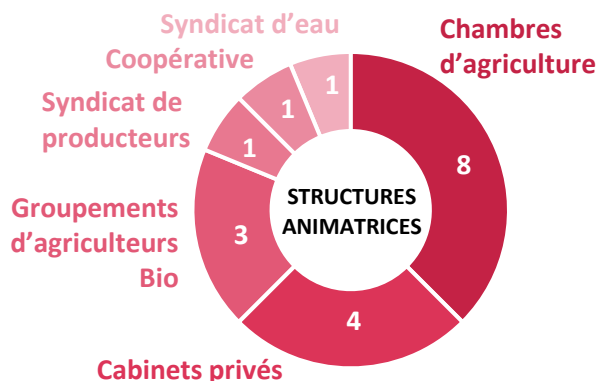 Syndicat d’eau
Coopérative
Syndicat de
producteurs
Groupements
d’agriculteurs
Bio
Cabinets privés
Chambres
d’agriculture
1
1
1
3
4
8
STRUCTURES
ANIMATRICES